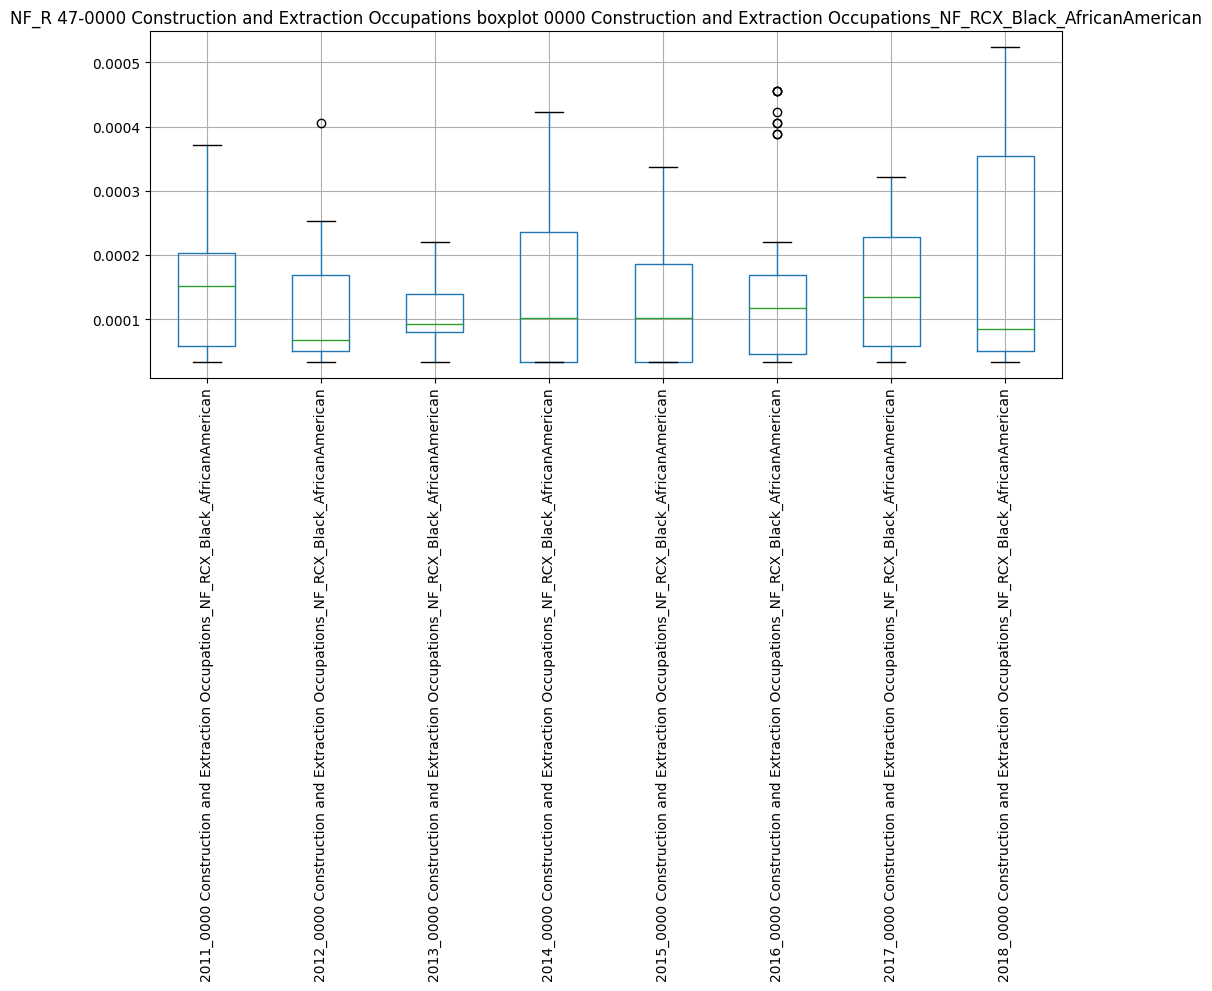 NF_R 47-0000 Construction and Extraction Occupations boxplot 0000 Construction and Extraction Occupations_NF_RCX_Black_AfricanAmerican
0.0005
0.0004
0.0003
0.0002
0.0001
2011_0000 Construction and Extraction Occupations_NF_RCX_Black_AfricanAmerican
2012_0000 Construction and Extraction Occupations_NF_RCX_Black_AfricanAmerican
2013_0000 Construction and Extraction Occupations_NF_RCX_Black_AfricanAmerican
2014_0000 Construction and Extraction Occupations_NF_RCX_Black_AfricanAmerican
2015_0000 Construction and Extraction Occupations_NF_RCX_Black_AfricanAmerican
2016_0000 Construction and Extraction Occupations_NF_RCX_Black_AfricanAmerican
2017_0000 Construction and Extraction Occupations_NF_RCX_Black_AfricanAmerican
2018_0000 Construction and Extraction Occupations_NF_RCX_Black_AfricanAmerican